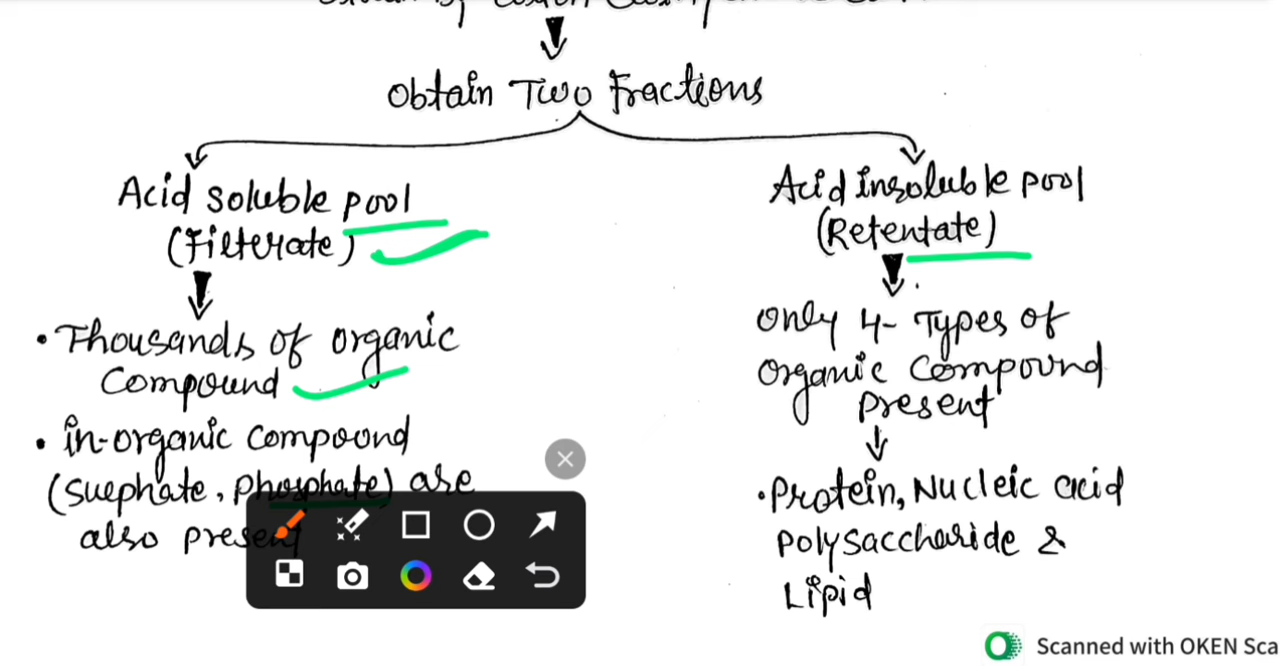 Obtain Two Fractions
Acid soluble pool
(Filterate)
Acid insoluble pool
(Retentate)
• Thousands of organic
compound
• in-organic compound
(Suephate, phosphate) are
also present
Only 4- Types of
organic compound
present
• Protein, Nucleic acid
polysaccharide &
Lipid
Scanned with OKEN Sca